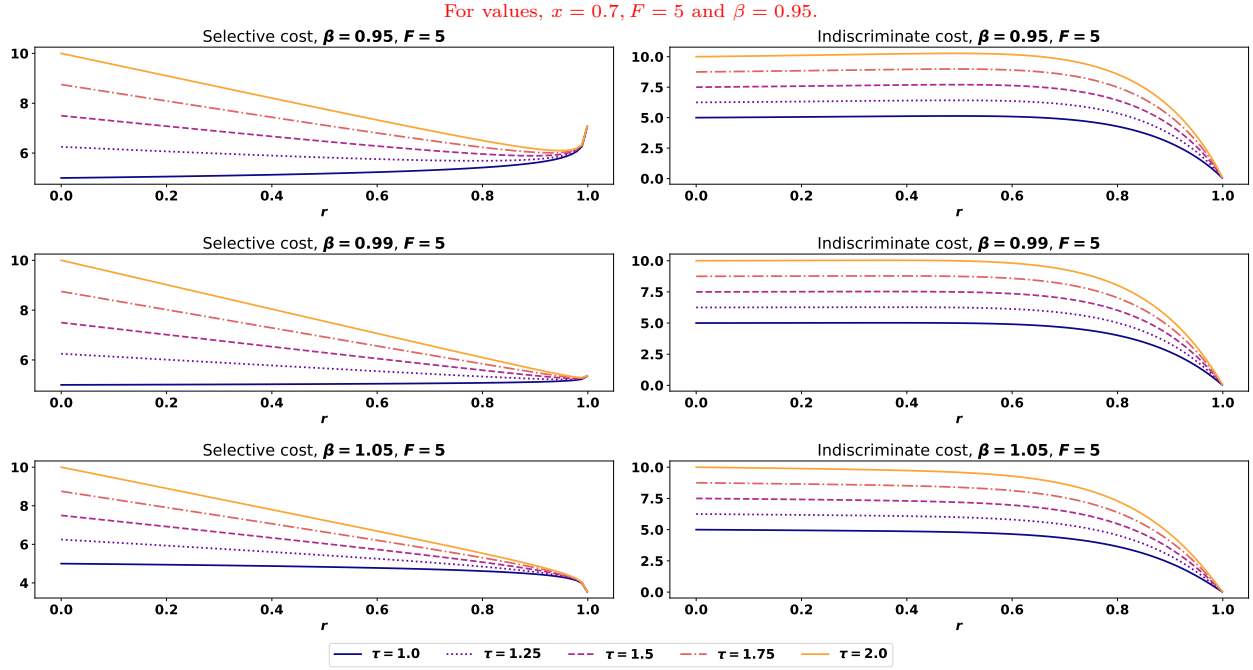 For values, x = 0.7, F = 5 and β = 0.95.
Selective cost, β = 0.95, F = 5
10
8
6
0.0 0.2 0.4 0.6 0.8 1.0
r
Indiscriminate cost, β = 0.95, F = 5
10.0
7.5
5.0
2.5
0.0
0.0 0.2 0.4 0.6 0.8 1.0
r
Selective cost, β = 0.99, F = 5
10
8
6
0.0 0.2 0.4 0.6 0.8 1.0
r
Indiscriminate cost, β = 0.99, F = 5
10.0
7.5
5.0
2.5
0.0
0.0 0.2 0.4 0.6 0.8 1.0
r
Selective cost, β = 1.05, F = 5
10
8
6
4
0.0 0.2 0.4 0.6 0.8 1.0
r
Indiscriminate cost, β = 1.05, F = 5
10.0
7.5
5.0
2.5
0.0
0.0 0.2 0.4 0.6 0.8 1.0
r
τ = 1.0 τ = 1.25 τ = 1.5 τ = 1.75 τ = 2.0